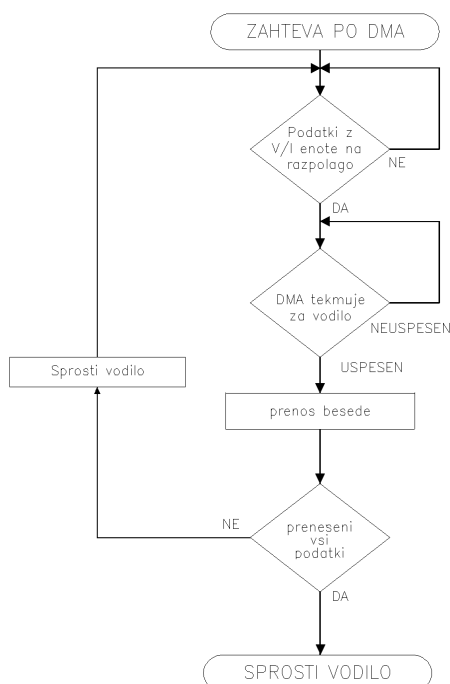 ZAHTEVA PO DMA
Podatki z
V/I enote na
razpolago
NE
DA
DMA tekmuje
za vodilo
NEUSPESEN
USPESEN
Sprosti vodilo
prenos besede
NE
preneseni
vsi
podatki
DA
SPROSTI VODILO